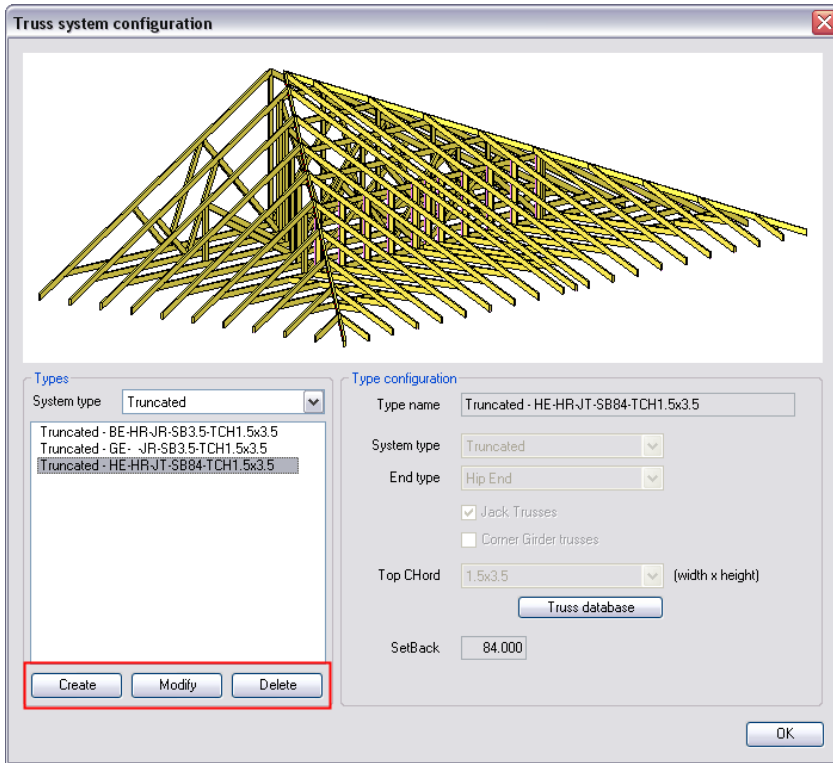 Truss system configuration
Types
System type Truncated
Truncated - BE-HR-JR-SB3.5-TCH1.5x3.5
Truncated - GE- -JR-SB3.5-TCH1.5x3.5
Truncated - HE-HR-JT-SB84-TCH1.5x3.5
Create Modify Delete
Type configuration
Type name Truncated - HE-HR-JT-SB84-TCH1.5x3.5
System type Truncated
End type Hip End
Jack Trusses
Corner Girder trusses
Top CHord 1.5x3.5 (width x height)
Truss database
SetBack 84.000
OK